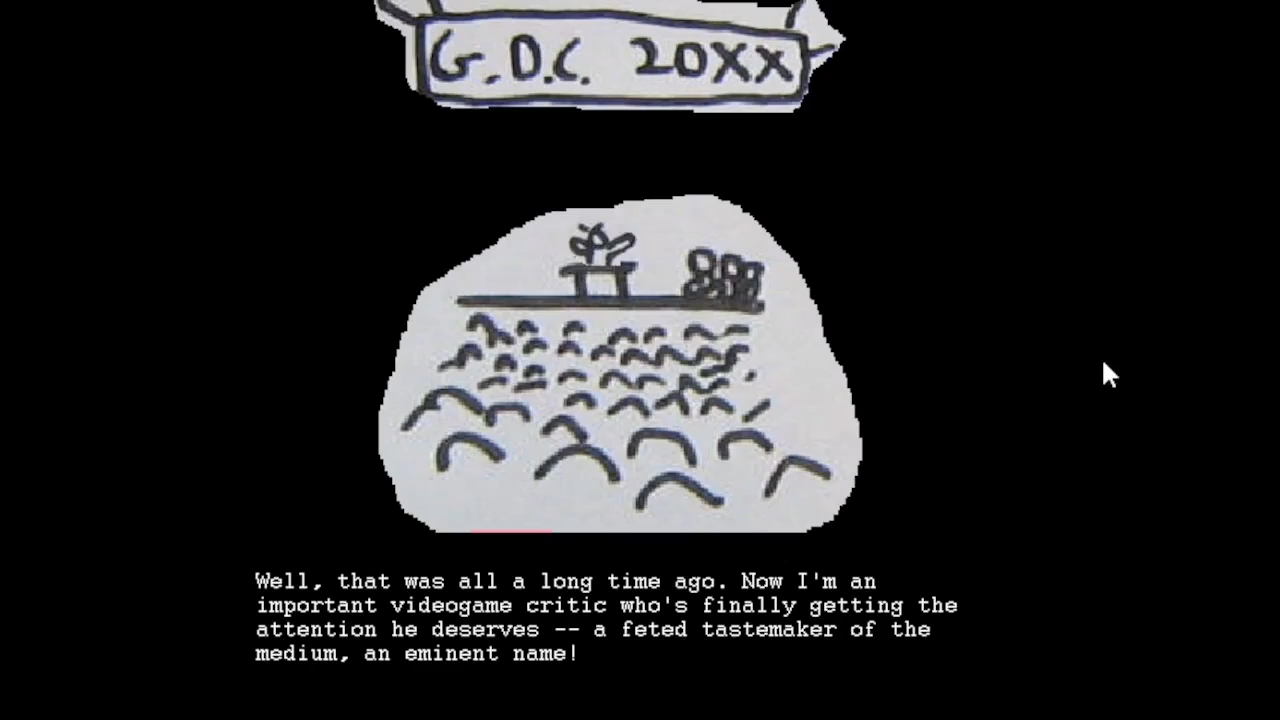 G.D.C. 20XX
Well, that was all a long time ago. Now I'm an
important videogame critic who's finally getting the
attention he deserves -- a feted tastemaker of the
medium, an eminent name!